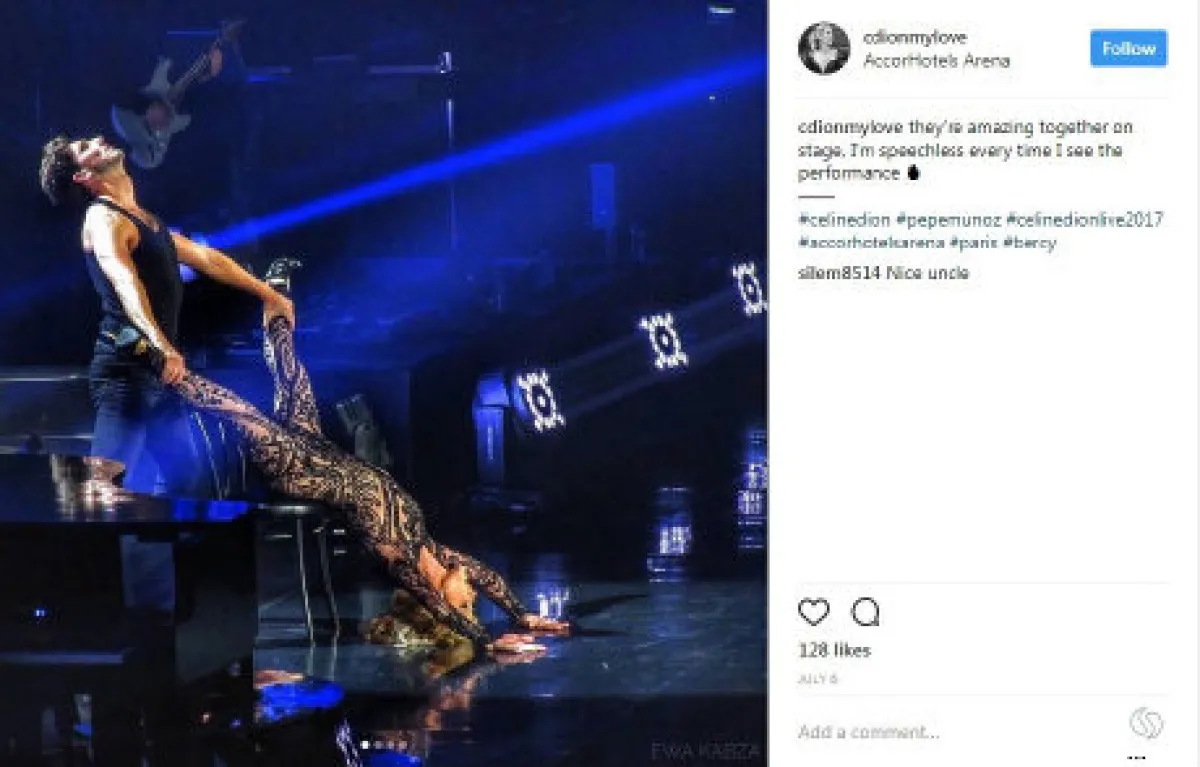 cdionmylove
AccorHotels Arena
Follow
cdionmylove they're amazing together on
stage. I'm speechless every time I see the
performance
#celinedion #pepemunoz #celinedionlive2017
#accorhotelsarena #paris #bercy
silem8514 Nice uncle
128 likes
JULY 6
Add a comment...
EWA KABZA